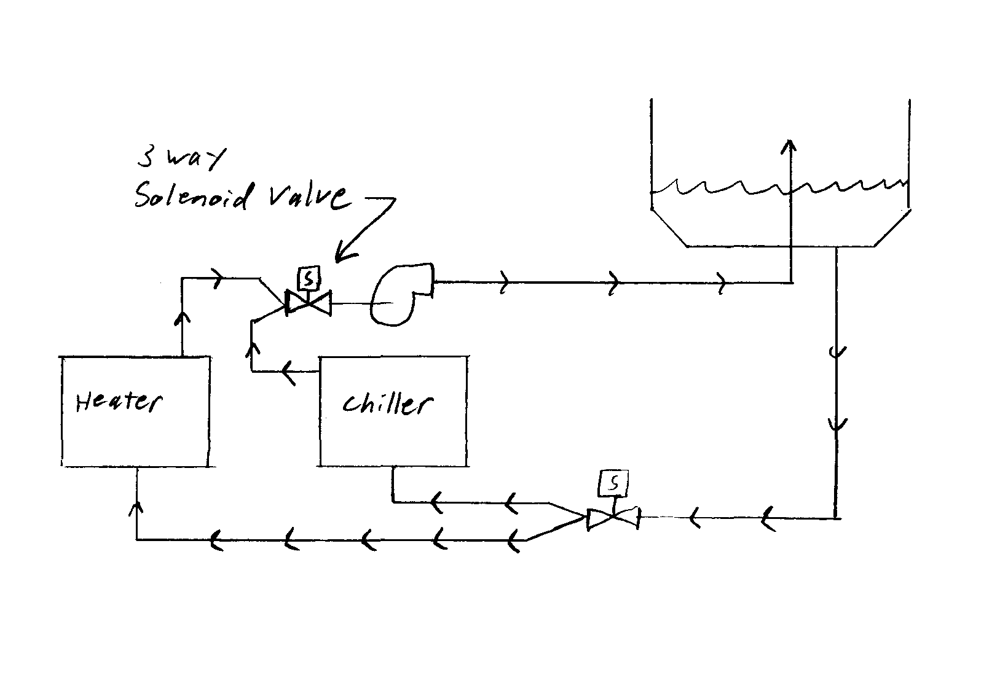 3 way
Solenoid Valve
S
Heater
chiller
S